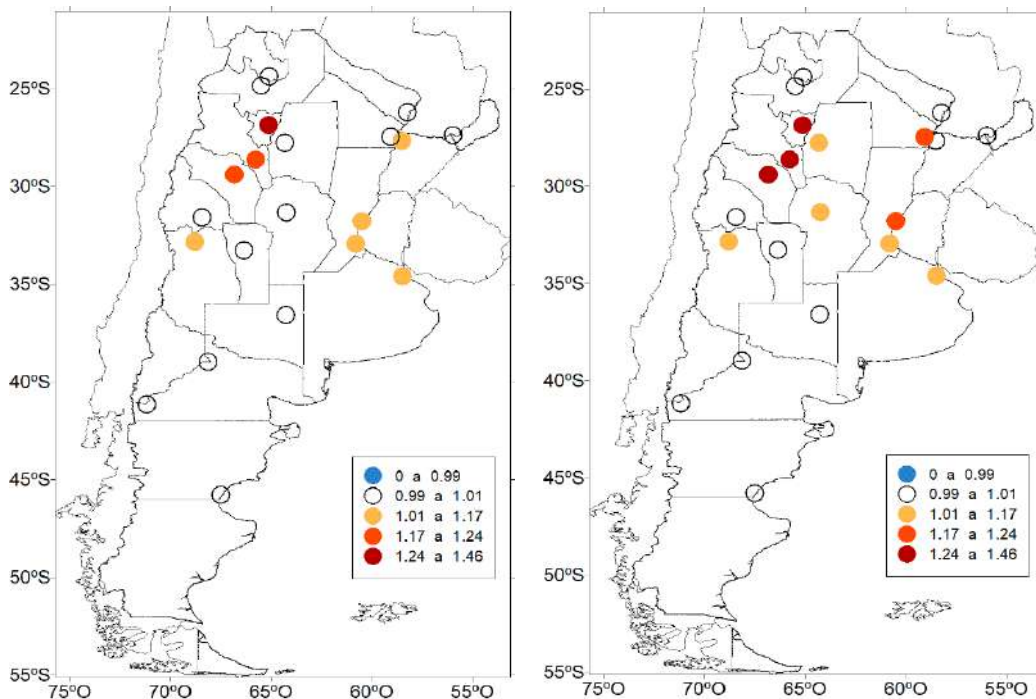 25ºS
30ºS
35ºS
40ºS
45ºS
50ºS
55ºS
75ºO 70ºO 65ºO 60ºO 55ºO
0 a 0.99
0.99 a 1.01
1.01 a 1.17
1.17 a 1.24
1.24 a 1.46
25ºS
30ºS
35ºS
40ºS
45ºS
50ºS
55ºS
75ºO 70ºO 65ºO 60ºO 55ºO
0 a 0.99
0.99 a 1.01
1.01 a 1.17
1.17 a 1.24
1.24 a 1.46